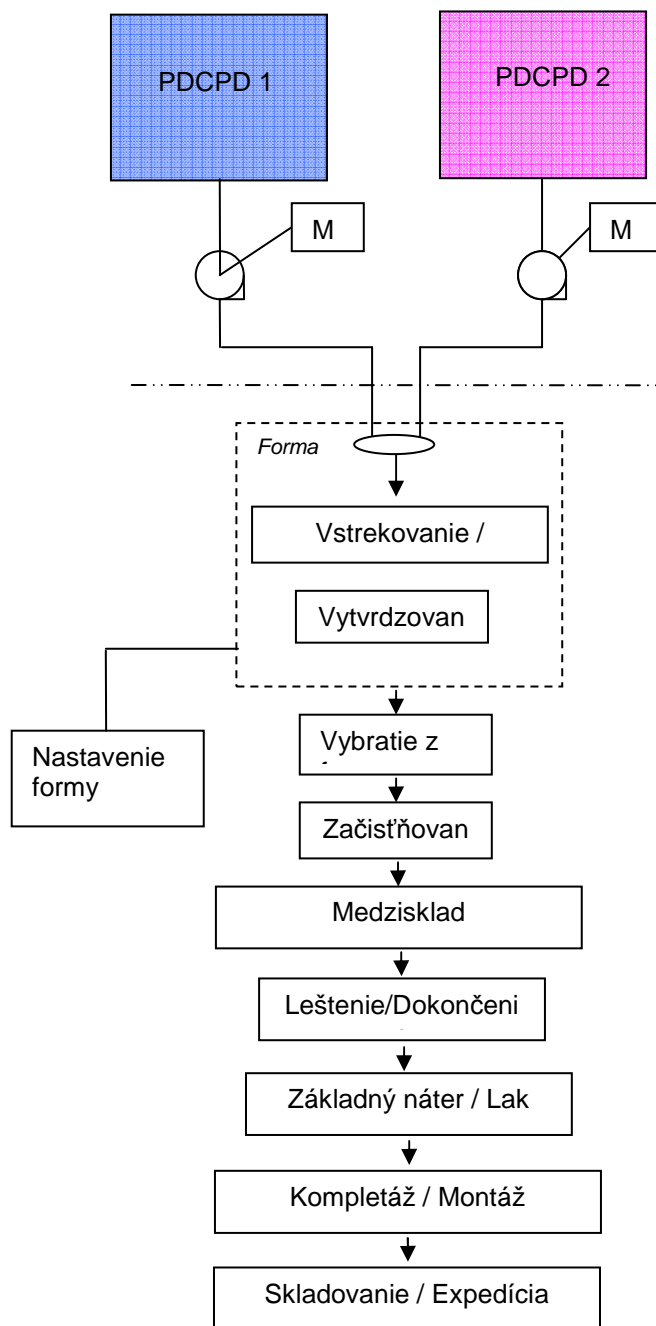 PDCPD 1
PDCPD 2
M
M
Forma
Vstrekovanie /
Vytvrdzovan
Nastavenie
formy
Vybratie z
Začisťňovan
Medzisklad
Leštenie/Dokončeni
Základný náter / Lak
Kompletáž / Montáž
Skladovanie / Expedícia